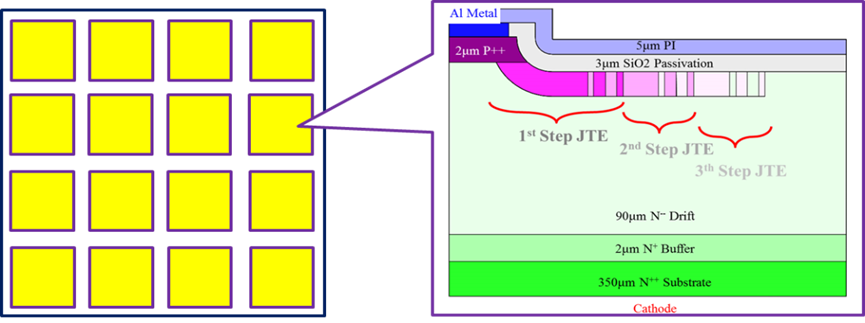 Al Metal
5μm PI
2μm P++
3μm SiO2 Passivation
1st Step JTE
2nd Step JTE
3th Step JTE
90μm N⁻ Drift
2μm N⁺ Buffer
350μm N⁺⁺ Substrate
Cathode